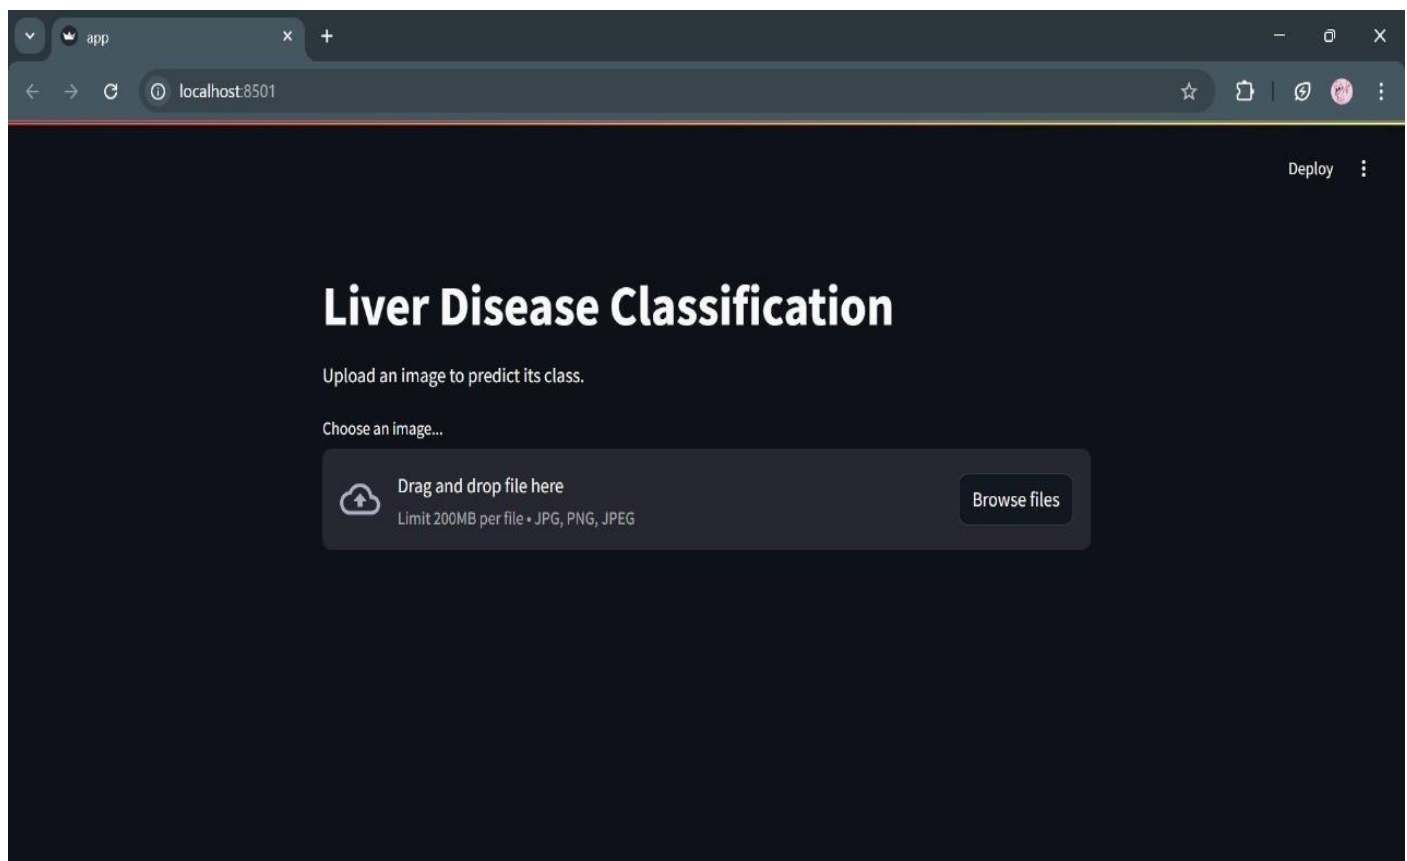 app
localhost:8501
Deploy
Liver Disease Classification
Upload an image to predict its class.
Choose an image...
Drag and drop file here
Limit 200MB per file • JPG, PNG, JPEG
Browse files